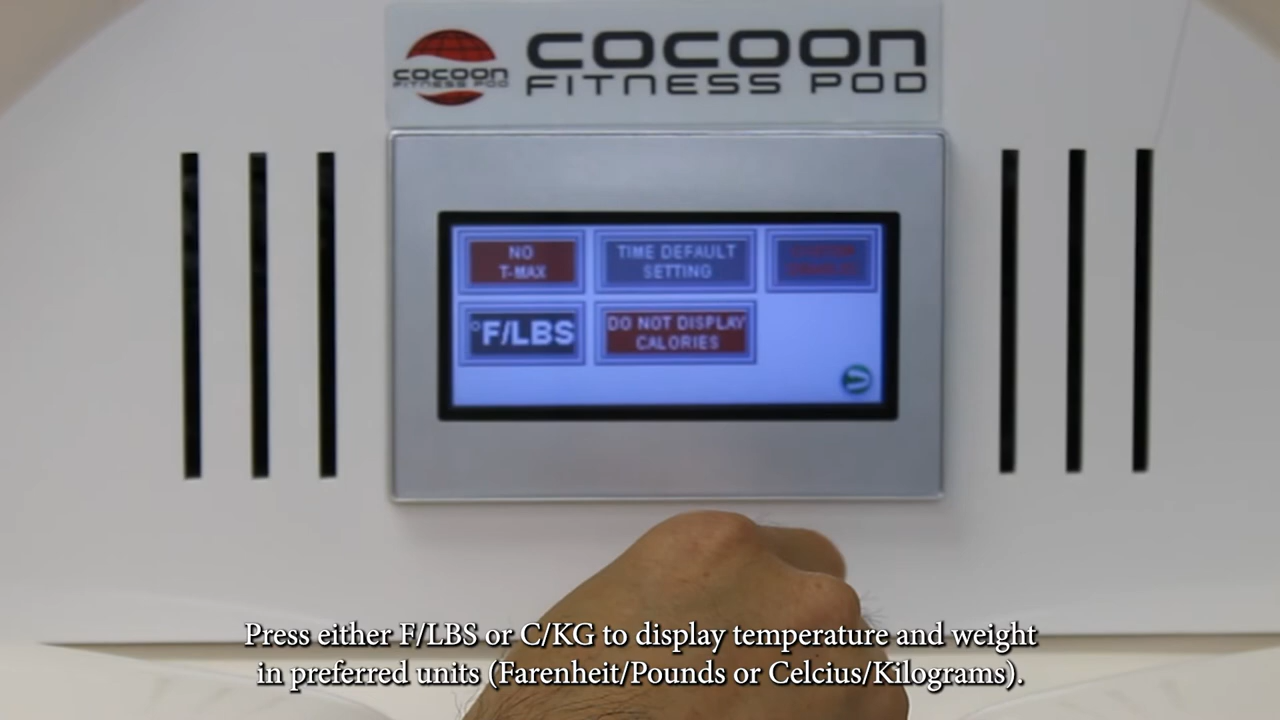 COCOON
FITNESS POD
COCOON
FITNESS POD
NO
T-MAX
TIME DEFAULT
SETTING
°F/LBS
DO NOT DISPLAY
CALORIES
Press either F/LBS or C/KG to display temperature and weight
in preferred units (Farenheit/Pounds or Celcius/Kilograms).